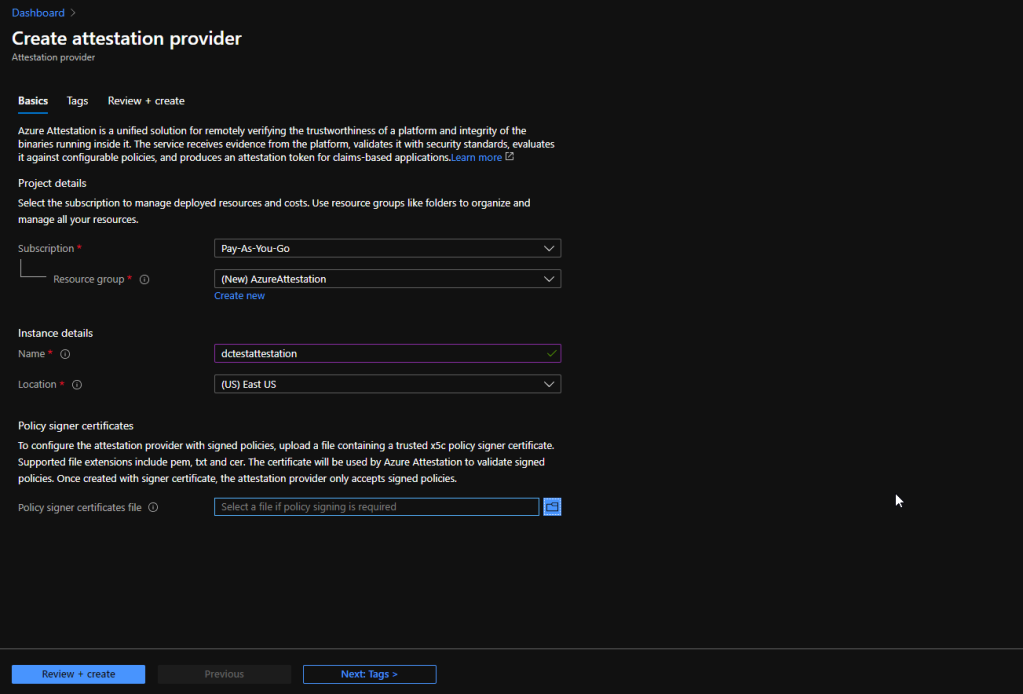 Dashboard >
Create attestation provider
Attestation provider
Basics Tags Review + create
Azure Attestation is a unified solution for remotely verifying the trustworthiness of a platform and integrity of the
binaries running inside it. The service receives evidence from the platform, validates it with security standards, evaluates
it against configurable policies, and produces an attestation token for claims-based applications.Learn more
Project details
Select the subscription to manage deployed resources and costs. Use resource groups like folders to organize and
manage all your resources.
Subscription * Pay-As-You-Go
Resource group * (New) AzureAttestation
Create new
Instance details
Name * dctestattestation
Location * (US) East US
Policy signer certificates
To configure the attestation provider with signed policies, upload a file containing a trusted x5c policy signer certificate.
Supported file extensions include pem, txt and cer. The certificate will be used by Azure Attestation to validate signed
policies. Once created with signer certificate, the attestation provider only accepts signed policies.
Policy signer certificates file Select a file if policy signing is required
Review + create Previous Next: Tags >